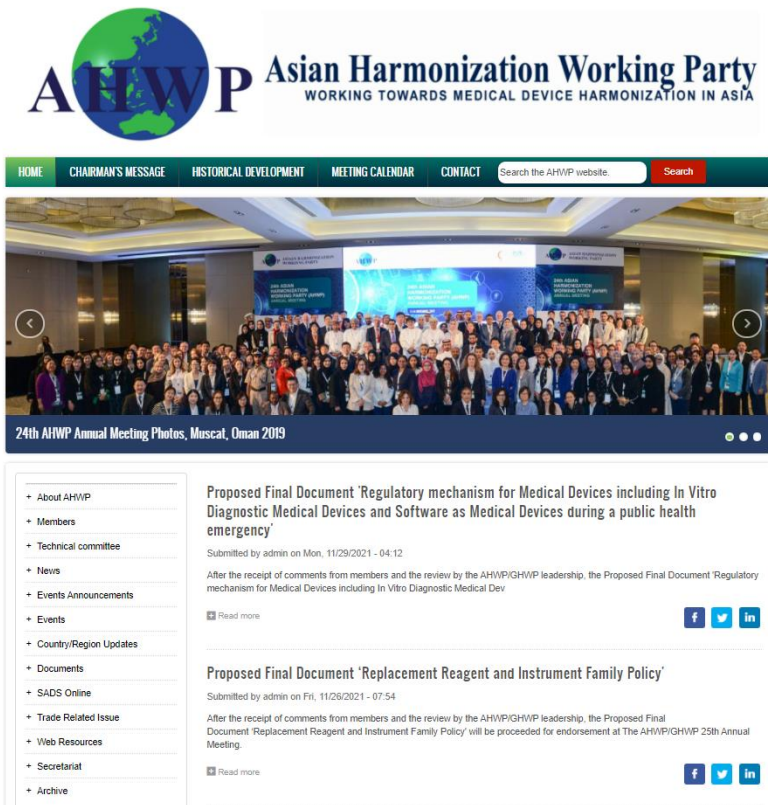 AHWP
Asian Harmonization Working Party
WORKING TOWARDS MEDICAL DEVICE HARMONIZATION IN ASIA
HOME CHAIRMAN'S MESSAGE HISTORICAL DEVELOPMENT MEETING CALENDAR CONTACT Search the AHWP website. Search
24th AHWP Annual Meeting Photos, Muscat, Oman 2019
+ About AHWP
+ Members
+ Technical committee
+ News
+ Events Announcements
+ Events
+ Country/Region Updates
+ Documents
+ SADS Online
+ Trade Related Issue
+ Web Resources
+ Secretariat
+ Archive
Proposed Final Document 'Regulatory mechanism for Medical Devices including In Vitro
Diagnostic Medical Devices and Software as Medical Devices during a public health
emergency'
Submitted by admin on Mon, 11/29/2021 - 04:12
After the receipt of comments from members and the review by the AHWP/GHWP leadership, the Proposed Final Document 'Regulatory
mechanism for Medical Devices including In Vitro Diagnostic Medical Dev
Read more
Proposed Final Document ‘Replacement Reagent and Instrument Family Policy’
Submitted by admin on Fri, 11/26/2021 - 07:54
After the receipt of comments from members and the review by the AHWP/GHWP leadership, the Proposed Final
Document ‘Replacement Reagent and Instrument Family Policy’ will be proceeded for endorsement at The AHWP/GHWP 25th Annual
Meeting.
Read more